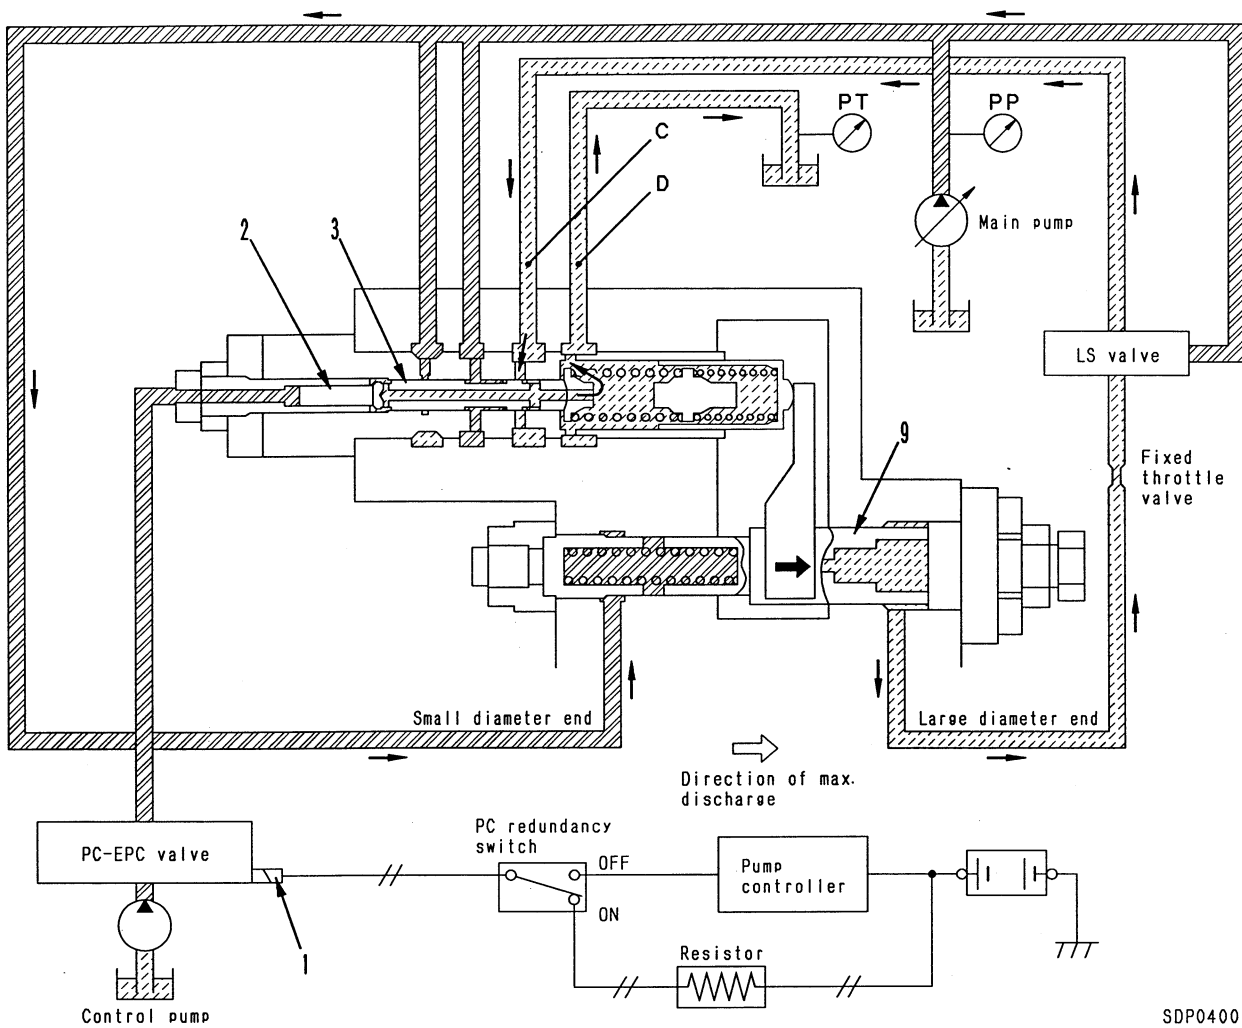 PT
PP
C
D
Main pump
2
3
LS valve
9
Fixed
throttle
valve
Small diameter end
Large diameter end
Direction of max.
discharge
PC-EPC valve
1
Control pump
PC redundancy
switch
OFF
ON
Pump
controller
Resistor
SDP0400